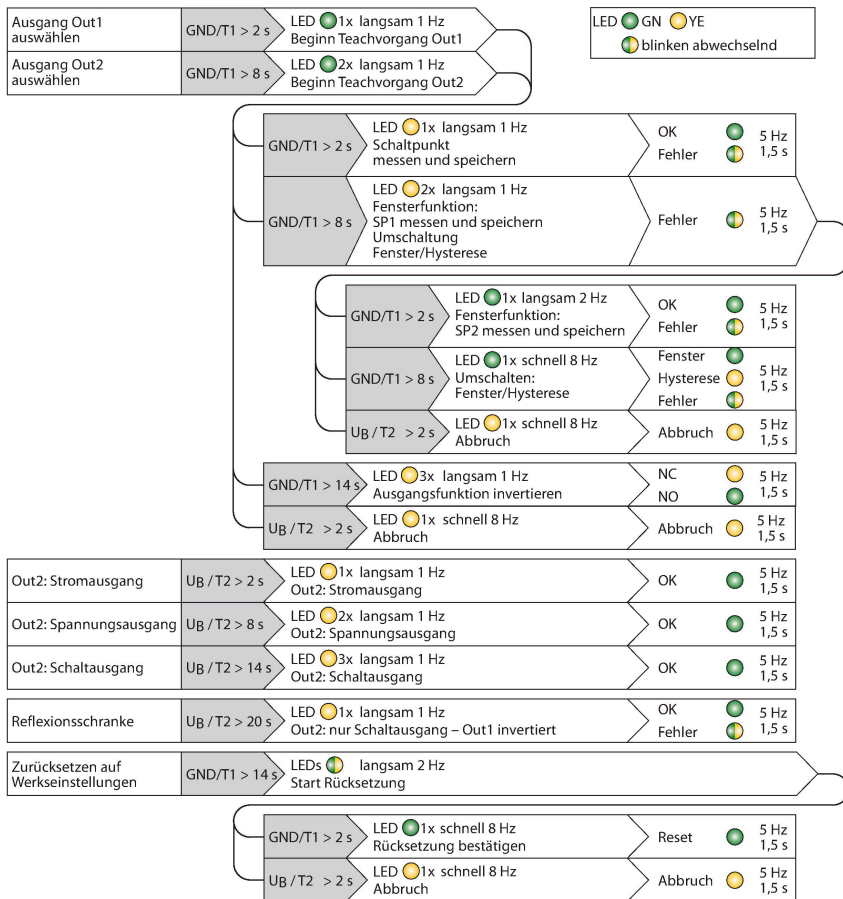 Ausgang Out1
auswählen
GND/T1 > 2 s
LED 1x langsam 1 Hz
Beginn Teachvorgang Out1
LED GN YE
blinken abwechselnd
Ausgang Out2
auswählen
GND/T1 > 8 s
LED 2x langsam 1 Hz
Beginn Teachvorgang Out2
GND/T1 > 2 s
LED 1x langsam 1 Hz
Schaltpunkt
messen und speichern
OK
Fehler
5 Hz
1,5 s
GND/T1 > 8 s
LED 2x langsam 1 Hz
Fensterfunktion:
SP1 messen und speichern
Umschaltung
Fenster/Hysterese
Fehler
5 Hz
1,5 s
GND/T1 > 2 s
LED 1x langsam 2 Hz
Fensterfunktion:
SP2 messen und speichern
OK
Fehler
5 Hz
1,5 s
GND/T1 > 8 s
LED 1x schnell 8 Hz
Umschalten:
Fenster/Hysterese
Fenster
Hysterese
Fehler
5 Hz
1,5 s
UB / T2 > 2 s
LED 1x schnell 8 Hz
Abbruch
Abbruch
5 Hz
1,5 s
GND/T1 > 14 s
LED 3x langsam 1 Hz
Ausgangsfunktion invertieren
NC
NO
5 Hz
1,5 s
UB / T2 > 2 s
LED 1x schnell 8 Hz
Abbruch
Abbruch
5 Hz
1,5 s
Out2: Stromausgang
UB / T2 > 2 s
LED 1x langsam 1 Hz
Out2: Stromausgang
OK
5 Hz
1,5 s
Out2: Spannungsausgang
UB / T2 > 8 s
LED 2x langsam 1 Hz
Out2: Spannungsausgang
OK
5 Hz
1,5 s
Out2: Schaltausgang
UB / T2 > 14 s
LED 3x langsam 1 Hz
Out2: Schaltausgang
OK
5 Hz
1,5 s
Reflexionsschranke
UB / T2 > 20 s
LED 1x langsam 1 Hz
Out2: nur Schaltausgang – Out1 invertiert
OK
Fehler
5 Hz
1,5 s
Zurücksetzen auf
Werkseinstellungen
GND/T1 > 14 s
LEDs langsam 2 Hz
Start Rücksetzung
GND/T1 > 2 s
LED 1x schnell 8 Hz
Rücksetzung bestätigen
Reset
5 Hz
1,5 s
UB / T2 > 2 s
LED 1x schnell 8 Hz
Abbruch
Abbruch
5 Hz
1,5 s